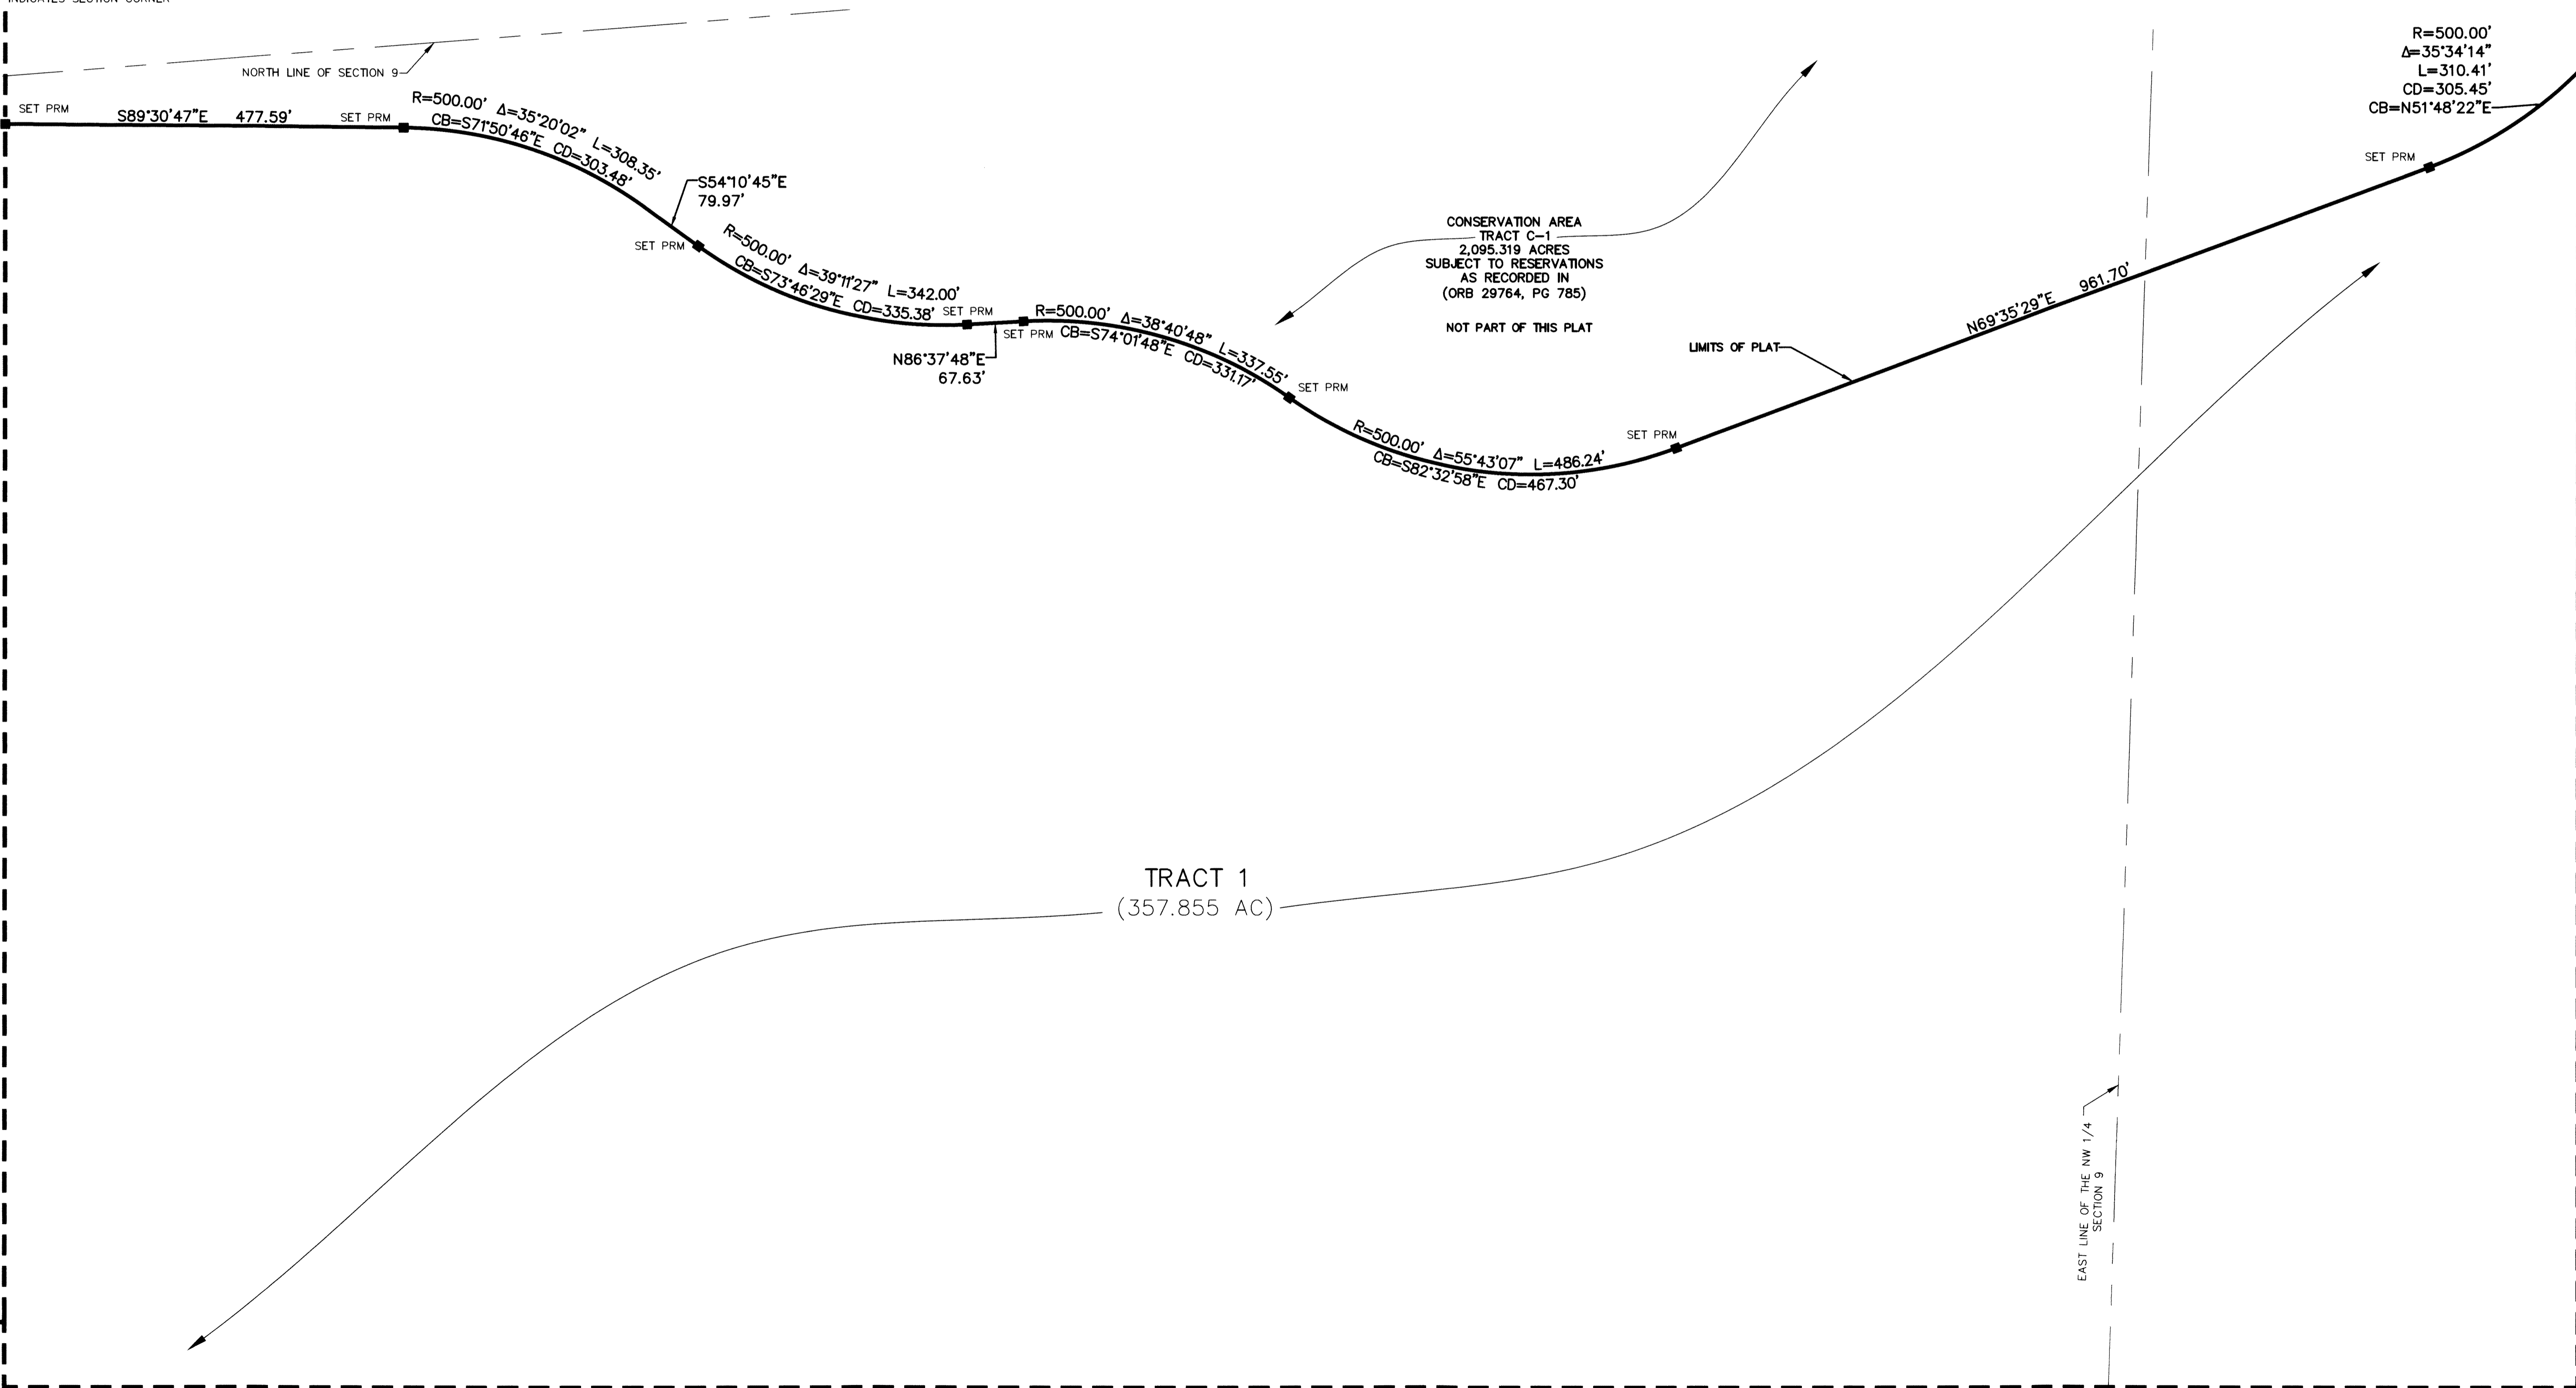 INDICATES SECTION CORNER
NORTH LINE OF SECTION 9
SET PRM
S89°30'47"E 477.59'
SET PRM
R=500.00' Δ=35°20'02" L=308.35'
CB=S71°50'46"E CD=303.48'
S54°10'45"E
79.97'
SET PRM
R=500.00' Δ=39°11'27" L=342.00'
CB=S73°46'29"E CD=335.38'
SET PRM
N86°37'48"E
67.63'
SET PRM
R=500.00' Δ=38°40'48" L=337.55'
CB=S74°01'48"E CD=331.17'
SET PRM
CONSERVATION AREA
TRACT C-1
2,095.319 ACRES
SUBJECT TO RESERVATIONS
AS RECORDED IN
(ORB 29764, PG 785)
NOT PART OF THIS PLAT
R=500.00' Δ=55°43'07" L=486.24'
CB=S82°32'58"E CD=467.30'
SET PRM
LIMITS OF PLAT
N69°35'29"E 961.70'
SET PRM
R=500.00'
Δ=35°34'14"
L=310.41'
CD=305.45'
CB=N51°48'22"E
TRACT 1
(357.855 AC)
EAST LINE OF THE NW 1/4
SECTION 9